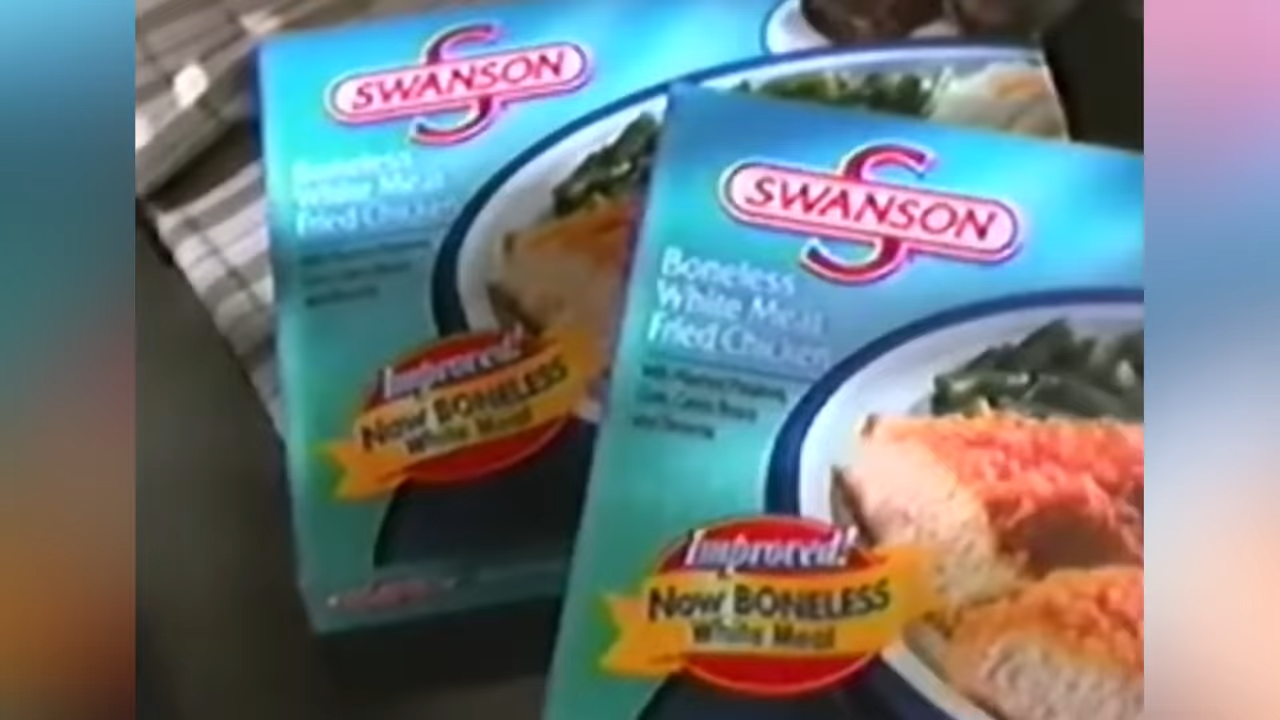 SWANSON
Boneless
White Meat
Fried Chicken
Improved!
Now BONELESS
White Meat
SWANSON
Boneless
White Meat
Fried Chicken
Improved!
Now BONELESS
White Meat